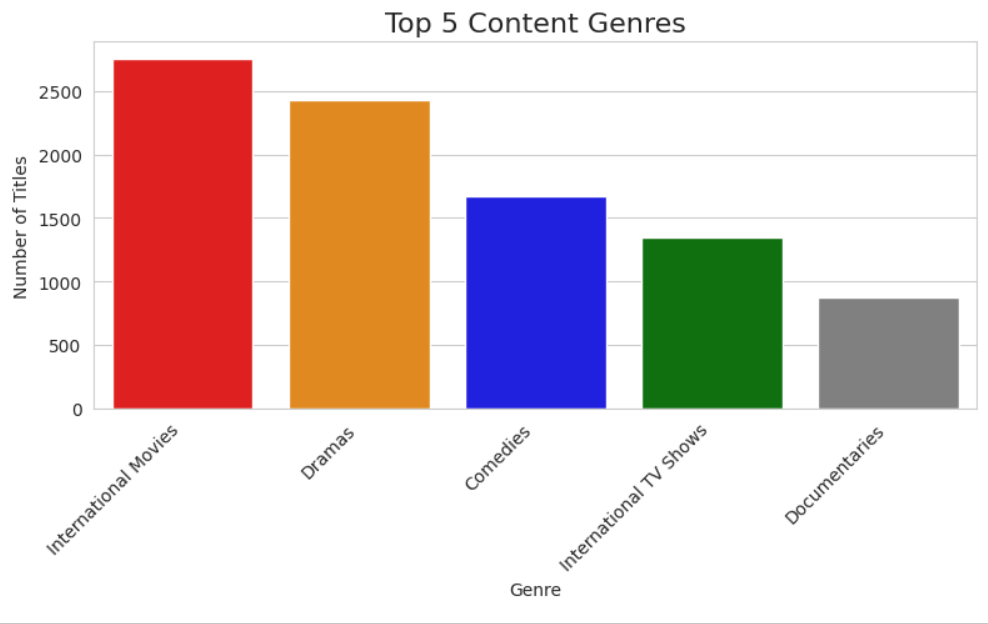 Top 5 Content Genres
Number of Titles
2500
2000
1500
1000
500
0
International Movies
Dramas
Comedies
International TV Shows
Documentaries
Genre